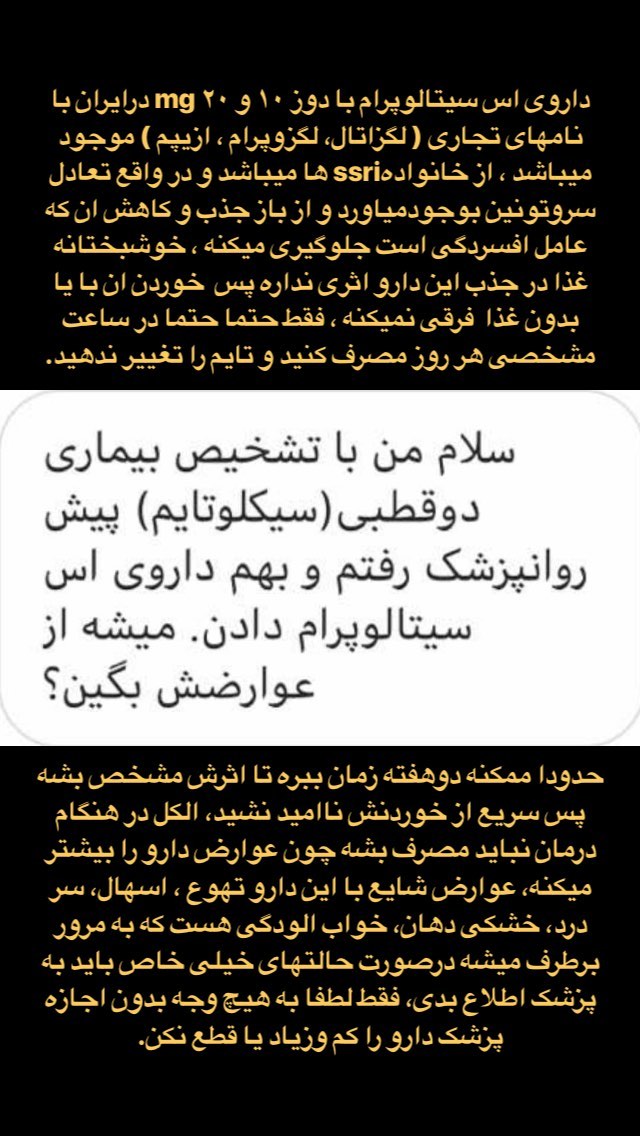 داروی اس سیتالوپرام با دوز ۱۰ و ۲۰ mg درایران با
نامهای تجاری ( لگزاتال، لگزوپرام ، ازیپم ) موجود
میباشد ، از خانوادهssri ها میباشد و در واقع تعادل
سروتونین بوجودمیاورد و از باز جذب و کاهش ان که
عامل افسردگی است جلوگیری میکنه ، خوشبختانه
غذا در جذب این دارو اثری نداره پس خوردن ان با یا
بدون غذا فرقی نمیکنه ، فقط حتما حتما در ساعت
مشخصی هر روز مصرف کنید و تایم را تغییر ندهید.
سلام من با تشخیص بیماری
دوقطبی(سیکلوتایم) پیش
روانپزشک رفتم و بهم داروی اس
سیتالوپرام دادن. میشه از
عوارضش بگین؟
حدودا ممکنه دوهفته زمان ببره تا اثرش مشخص بشه
پس سریع از خوردنش ناامید نشید، الکل در هنگام
درمان نباید مصرف بشه چون عوارض دارو را بیشتر
میکنه، عوارض شایع با این دارو تهوع ، اسهال، سر
درد، خشکی دهان، خواب الودگی هست که به مرور
برطرف میشه درصورت حالتهای خیلی خاص باید به
پزشک اطلاع بدی، فقط لطفا به هیچ وجه بدون اجازه
پزشک دارو را کم وزیاد یا قطع نکن.